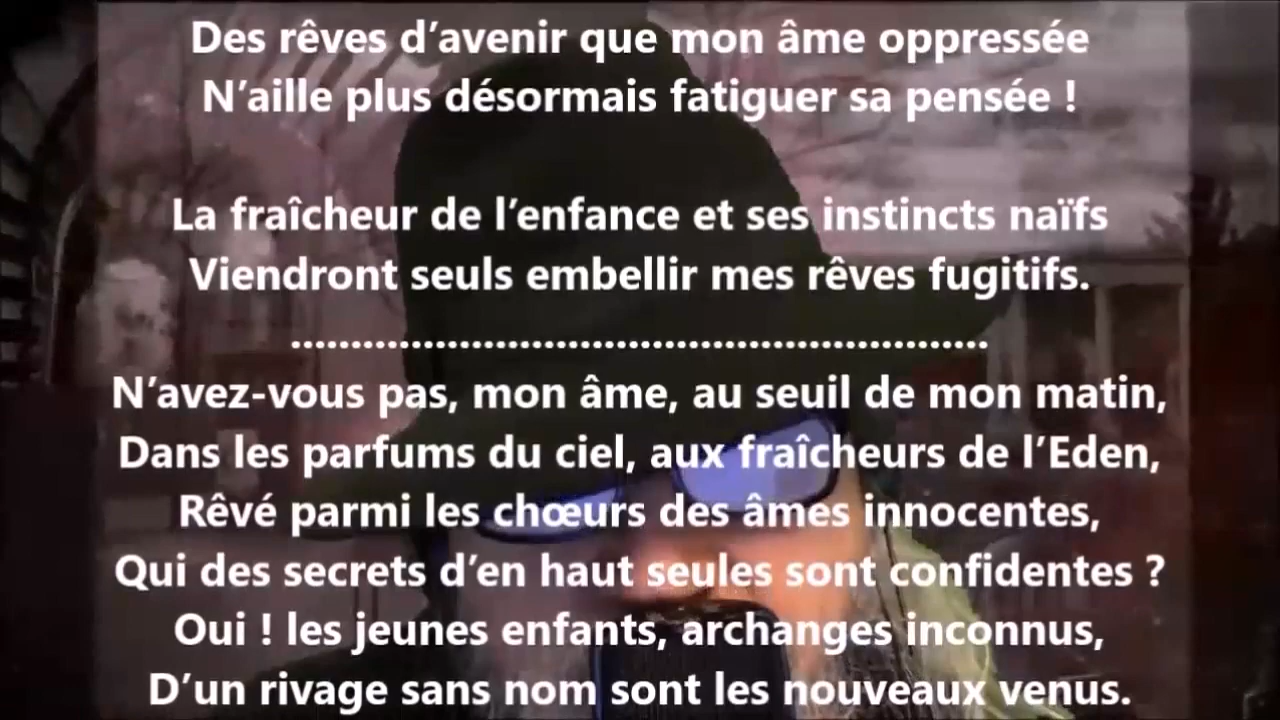 Des rêves d’avenir que mon âme oppressée
N’aille plus désormais fatiguer sa pensée !
La fraîcheur de l’enfance et ses instincts naïfs
Viendront seuls embellir mes rêves fugitifs.
..........................................................
N’avez-vous pas, mon âme, au seuil de mon matin,
Dans les parfums du ciel, aux fraîcheurs de l’Eden,
Rêvé parmi les chœurs des âmes innocentes,
Qui des secrets d’en haut seules sont confidentes ?
Oui ! les jeunes enfants, archanges inconnus,
D’un rivage sans nom sont les nouveaux venus.